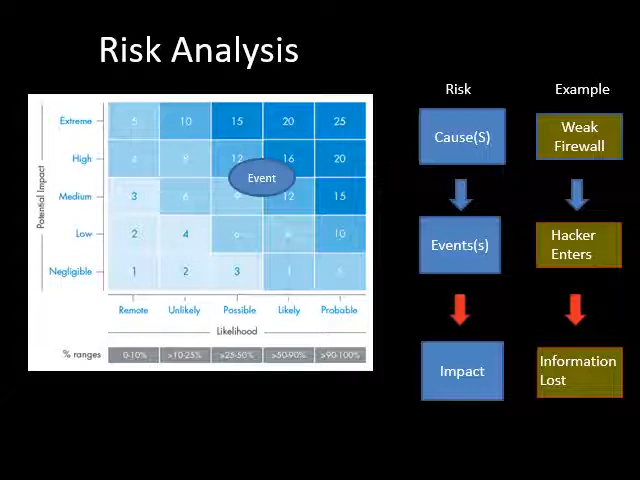 Risk Analysis
Risk Example
Extreme 5 10 15 20 25
High 4 8 12 16 20
Event
Medium 3 6 9 12 15
Low 2 4 6 8 10
Negligible 1 2 3
Potential Impact
Remote Unlikely Possible Likely Probable
Likelihood
% ranges 0-10% >10-25% >25-50% >50-90% >90-100%
Cause(S)
Events(s)
Impact
Weak
Firewall
Hacker
Enters
Information
Lost